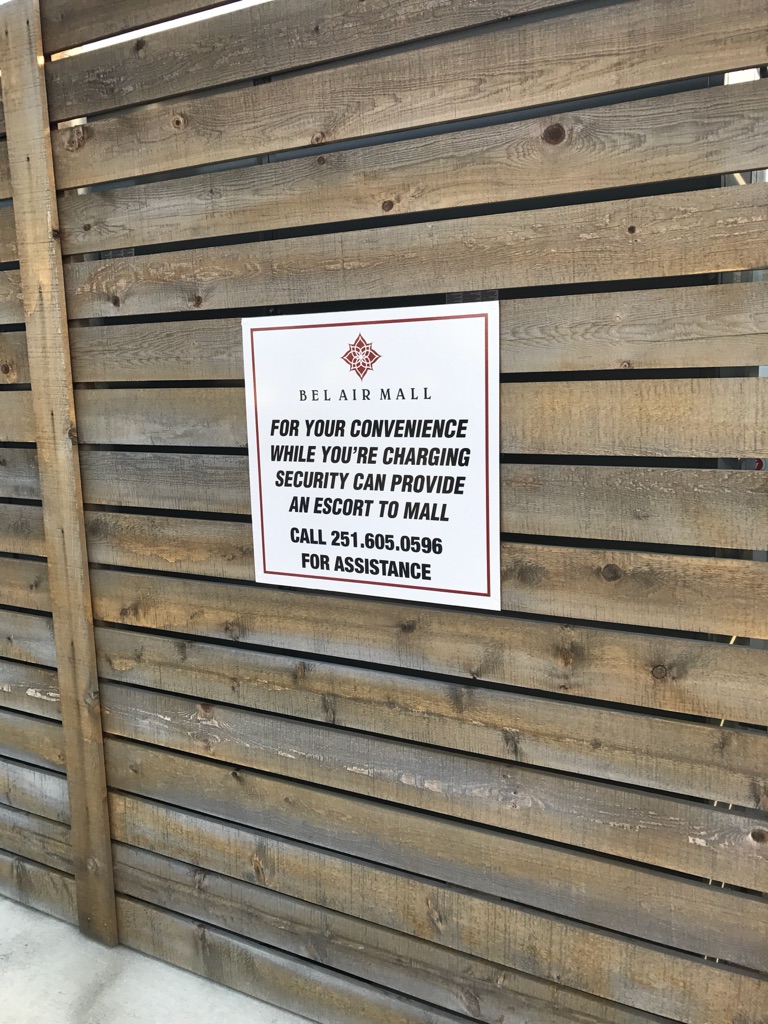 BEL AIR MALL
FOR YOUR CONVENIENCE
WHILE YOU'RE CHARGING
SECURITY CAN PROVIDE
AN ESCORT TO MALL
CALL 251.605.0596
FOR ASSISTANCE